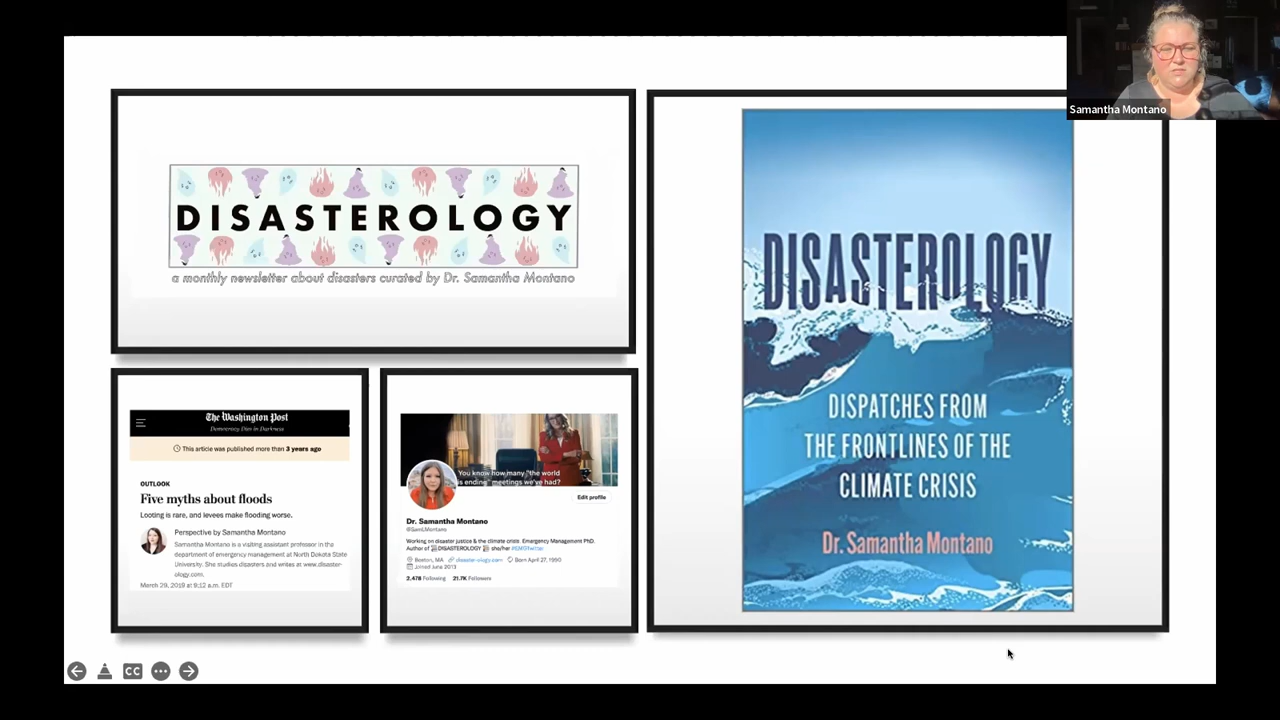 Samantha Montano
DISASTEROLOGY
a monthly newsletter about disasters curated by Dr. Samantha Montano
The Washington Post
Democracy Dies in Darkness
This article was published more than 3 years ago
OUTLOOK
Five myths about floods
Looting is rare, and levees make flooding worse.
Perspective by Samantha Montano
Samantha Montano is a visiting assistant professor in the
department of emergency management at North Dakota State
University. She studies disasters and writes at www.disaster-
ology.com.
March 29, 2019 at 9:12 a.m. EDT
You know how many "the world
is ending" meetings we've had?
Edit profile
Dr. Samantha Montano
@SamLMontano
Working on disaster justice & the climate crisis. Emergency Management PhD.
Author of DISASTEROLOGY she/her #EMGTwitter
Boston, MA disaster-ology.com Born April 27, 1990
Joined June 2013
2,478 Following 21.7K Followers
DISASTEROLOGY
DISPATCHES FROM
THE FRONTLINES OF THE
CLIMATE CRISIS
Dr. Samantha Montano
CC